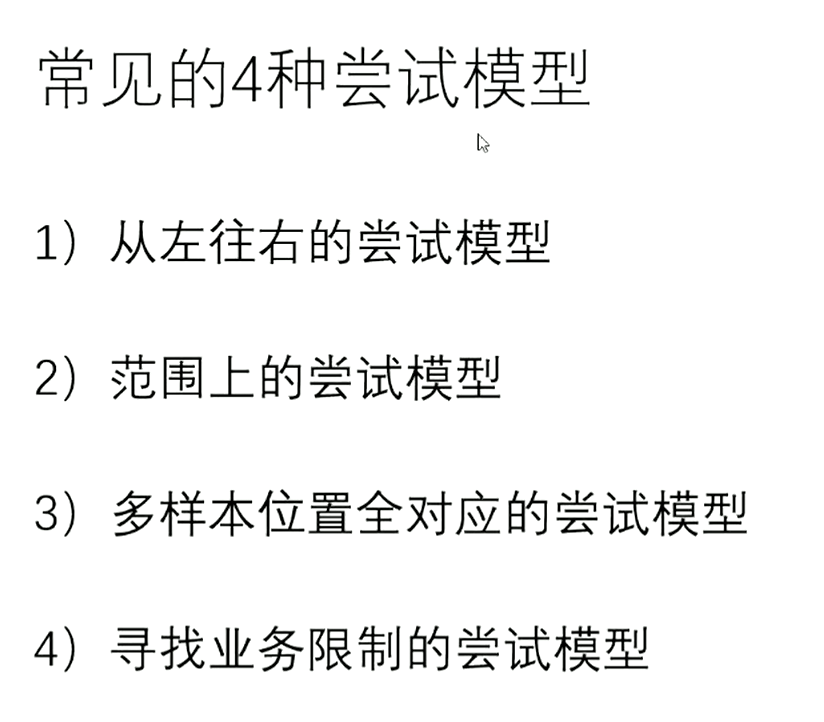 常见的4种尝试模型
1）从左往右的尝试模型
2）范围上的尝试模型
3）多样本位置全对应的尝试模型
4）寻找业务限制的尝试模型